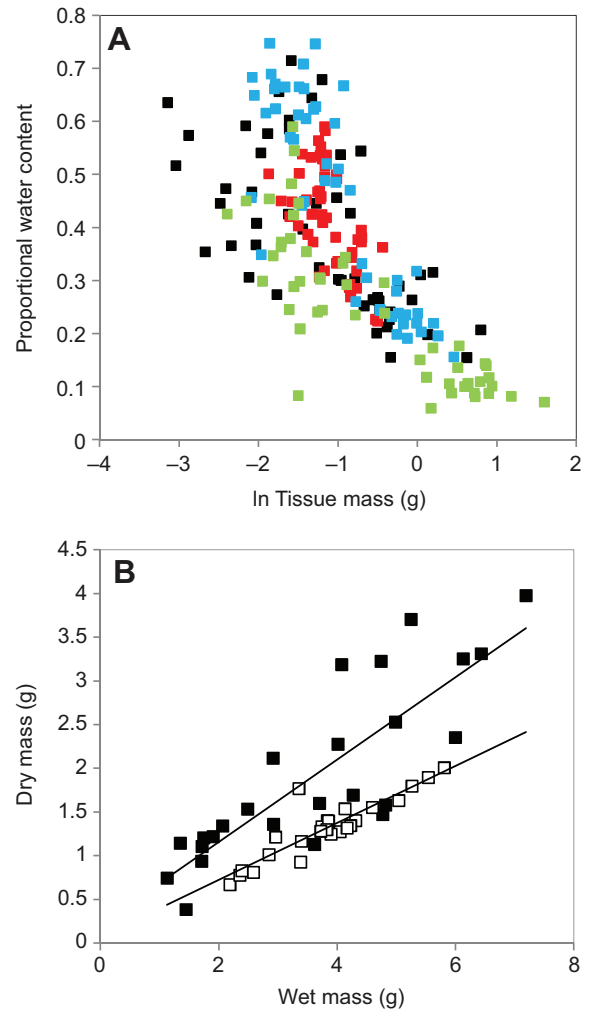 A
0.8
0.7
0.6
0.5
0.4
0.3
0.2
0.1
0
Proportional water content
–4 –3 –2 –1 0 1 2
ln Tissue mass (g)
B
4.5
4
3.5
3
2.5
2
1.5
1
0.5
0
Dry mass (g)
0 2 4 6 8
Wet mass (g)